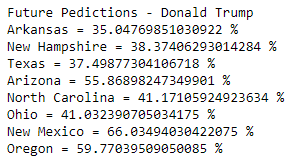 Future Pedictions - Donald Trump
Arkansas = 35.04769851030922 %
New Hampshire = 38.37406293014284 %
Texas = 37.49877304106718 %
Arizona = 55.86898247349901 %
North Carolina = 41.17105924923634 %
Ohio = 41.032390705034175 %
New Mexico = 66.03494030422075 %
Oregon = 59.77039509050085 %